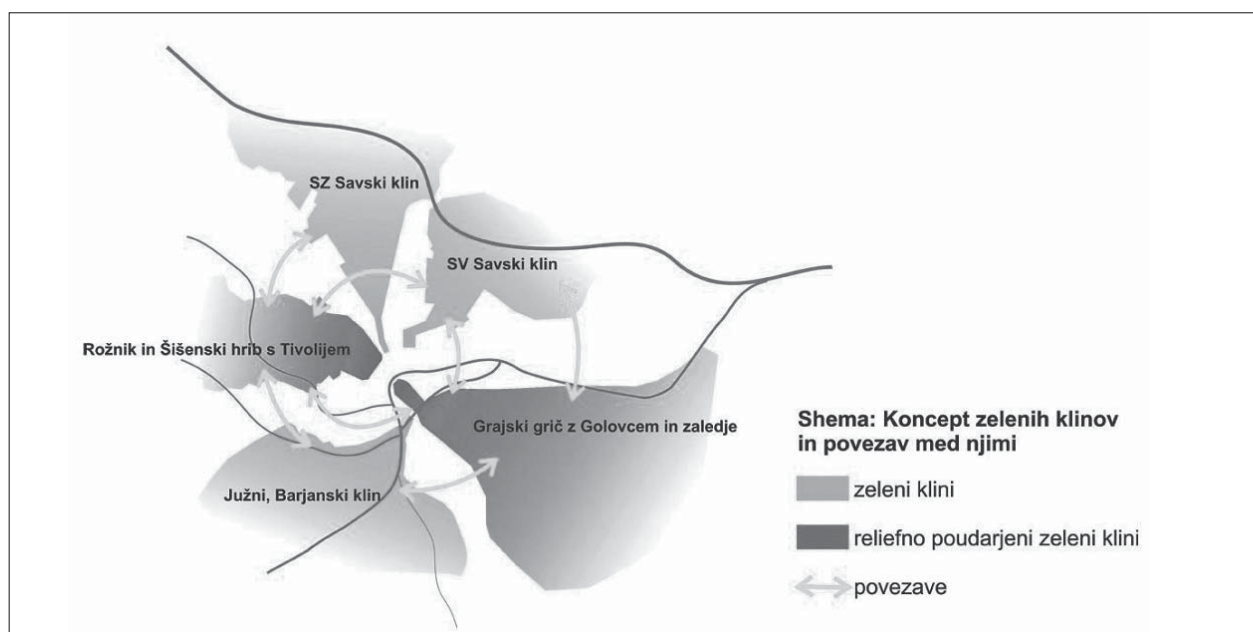 SZ Savski klin
SV Savski klin
Rožnik in Šišenski hrib s Tivolijem
Grajski grič z Golovcem in zaledje
Južni, Barjanski klin
Shema: Koncept zelenih klinov
in povezav med njimi
zeleni klini
reliefno poudarjeni zeleni klini
povezave